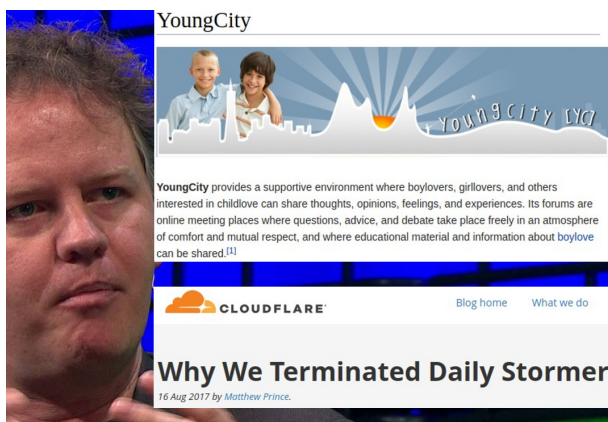 YoungCity
YoungCity [YC]
YoungCity provides a supportive environment where boylovers, girllovers, and others
interested in childlove can share thoughts, opinions, feelings, and experiences. Its forums are
online meeting places where questions, advice, and debate take place freely in an atmosphere
of comfort and mutual respect, and where educational material and information about boylove
can be shared.[1]
CLOUDFLARE
Blog home What we do
Why We Terminated Daily Stormer
16 Aug 2017 by Matthew Prince.